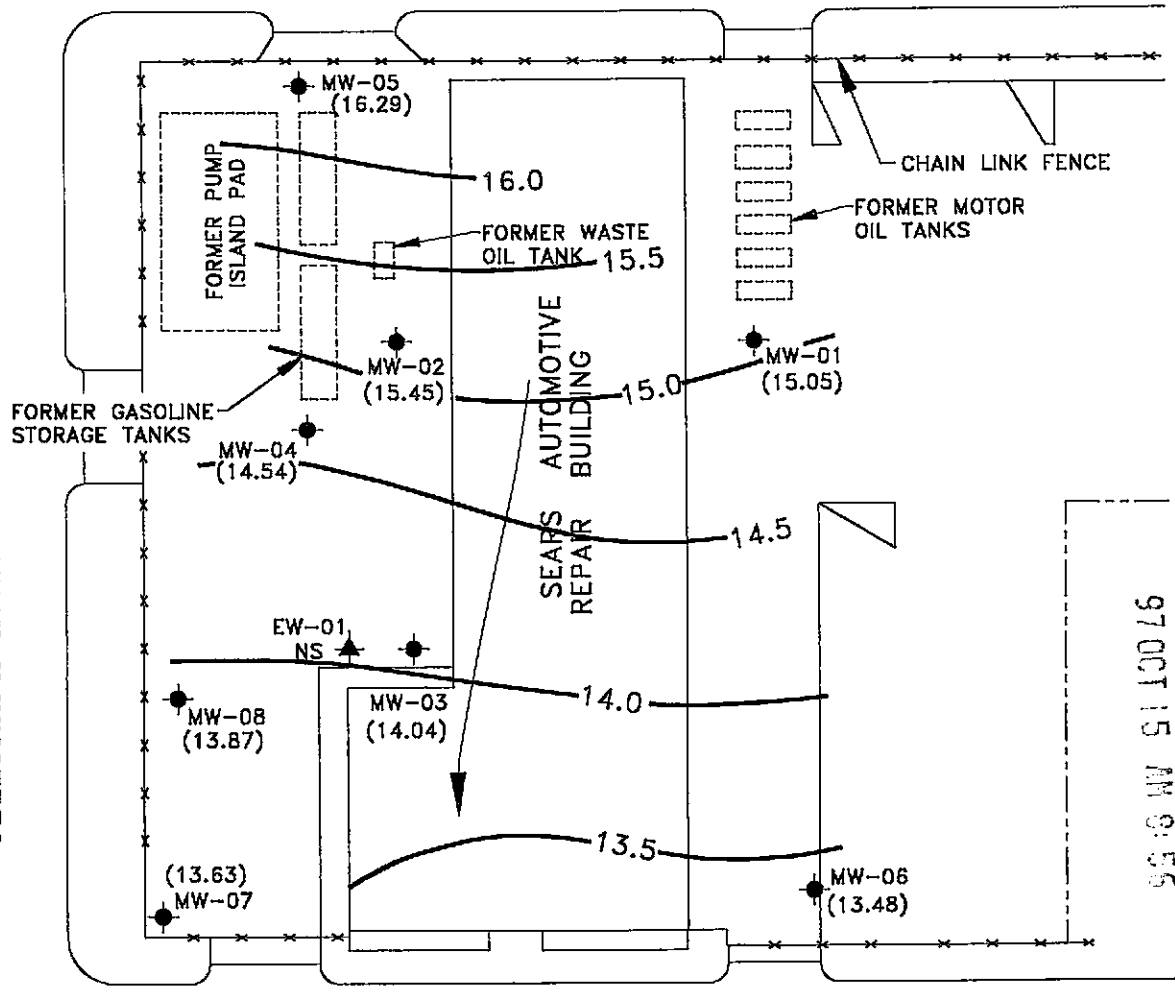 MW-05
(16.29)
CHAIN LINK FENCE
FORMER PUMP
ISLAND PAD
16.0
FORMER MOTOR
OIL TANKS
FORMER WASTE
OIL TANK
15.5
MW-02
(15.45)
MW-01
(15.05)
15.0
FORMER GASOLINE
STORAGE TANKS
MW-04
(14.54)
SEARS AUTOMOTIVE
REPAIR BUILDING
14.5
EW-01
NS
MW-03
(14.04)
14.0
MW-08
(13.87)
13.5
(13.63)
MW-07
MW-06
(13.48)
97 OCT 15 AM 8:56